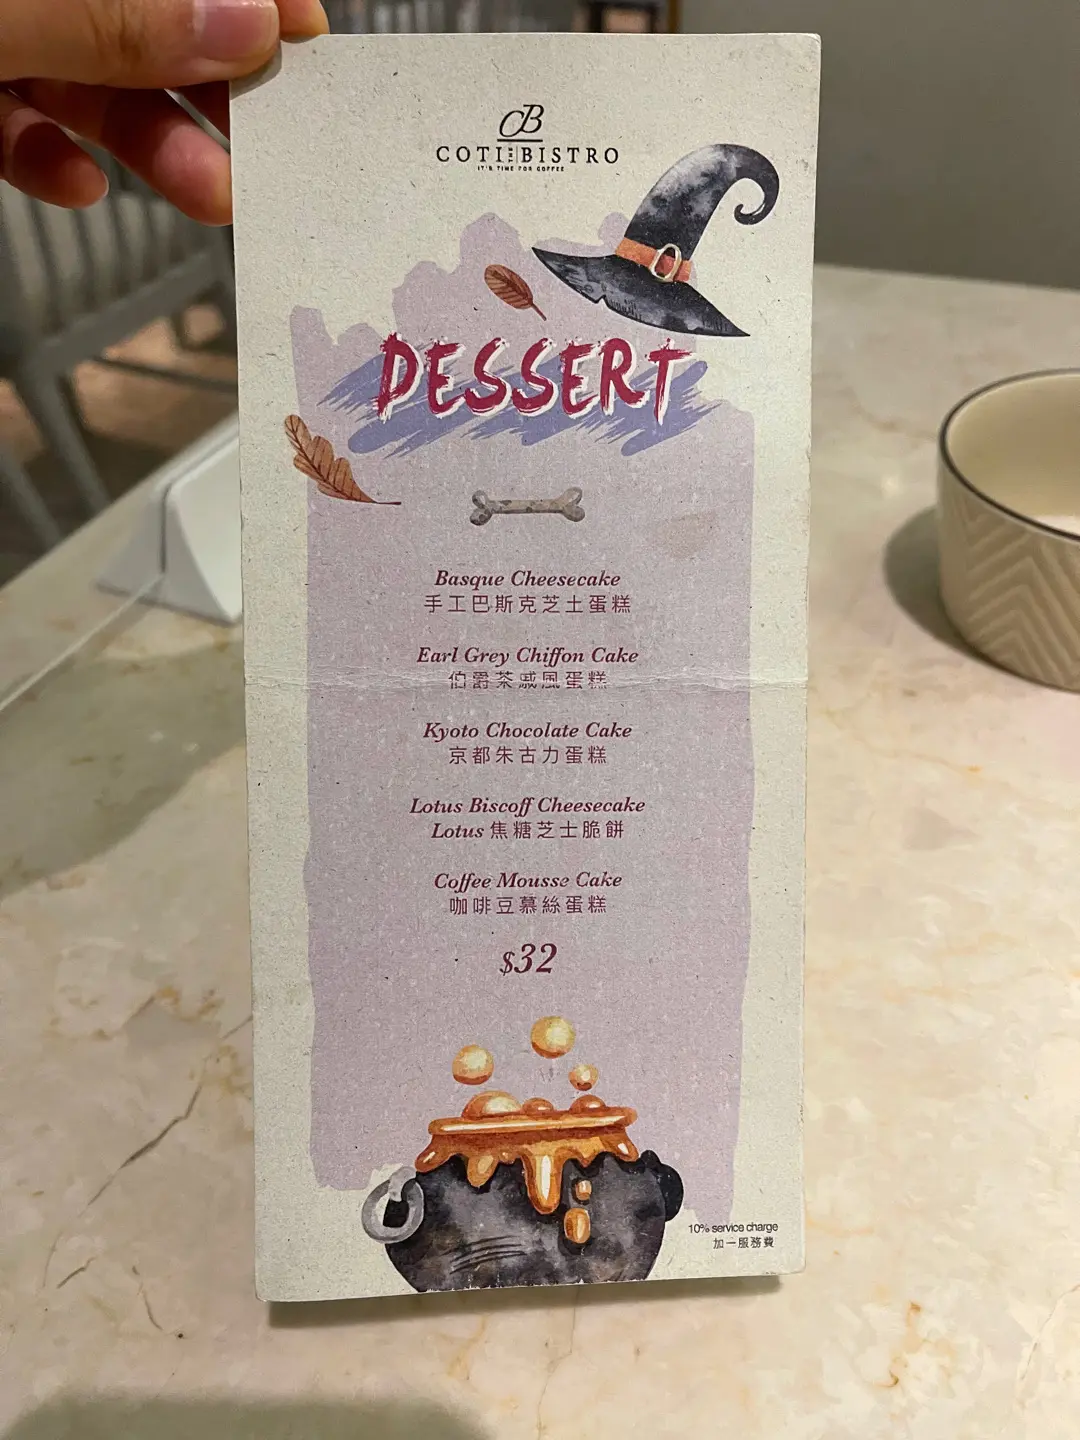 CB
COTI THE BISTRO
IT'S TIME FOR COFFEE
DESSERT
Basque Cheesecake
手工巴斯克芝士蛋糕
Earl Grey Chiffon Cake
伯爵茶戚風蛋糕
Kyoto Chocolate Cake
京都朱古力蛋糕
Lotus Biscoff Cheesecake
Lotus 焦糖芝士脆餅
Coffee Mousse Cake
咖啡豆慕絲蛋糕
$32
10% service charge
加一服務費